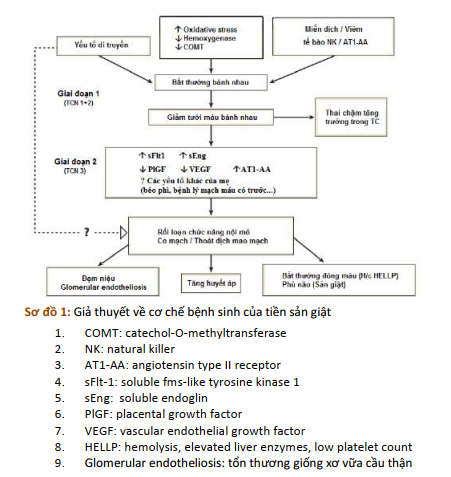 ↑ Oxidative stress
↓ Hemoxygenase
↓ COMT
Miễn dịch / Viêm
tế bào NK / AT1-AA
Yếu tố di truyền
Bất thường bánh nhau
Giai đoạn 1
(TCN 1+2)
Giảm tưới máu bánh nhau
Thai chậm tăng
trưởng trong TC
Giai đoạn 2
(TCN 3)
↑ sFlt1 ↑ sEng
↓ PlGF ↓ VEGF ↑ AT1-AA
? Các yếu tố khác của mẹ
(béo phì, bệnh lý mạch máu có trước...)
?
Rối loạn chức năng nội mô
Co mạch / Thoát dịch mao mạch
Đạm niệu
Glomerular endotheliosis
Tăng huyết áp
Bất thường đông máu (H/c HELLP)
Phù não (Sản giật)
Sơ đồ 1: Giả thuyết về cơ chế bệnh sinh của tiền sản giật
1. COMT: catechol-O-methyltransferase
2. NK: natural killer
3. AT1-AA: angiotensin type II receptor
4. sFlt-1: soluble fms-like tyrosine kinase 1
5. sEng: soluble endoglin
6. PlGF: placental growth factor
7. VEGF: vascular endothelial growth factor
8. HELLP: hemolysis, elevated liver enzymes, low platelet count
9. Glomerular endotheliosis: tổn thương giống xơ vữa cầu thận